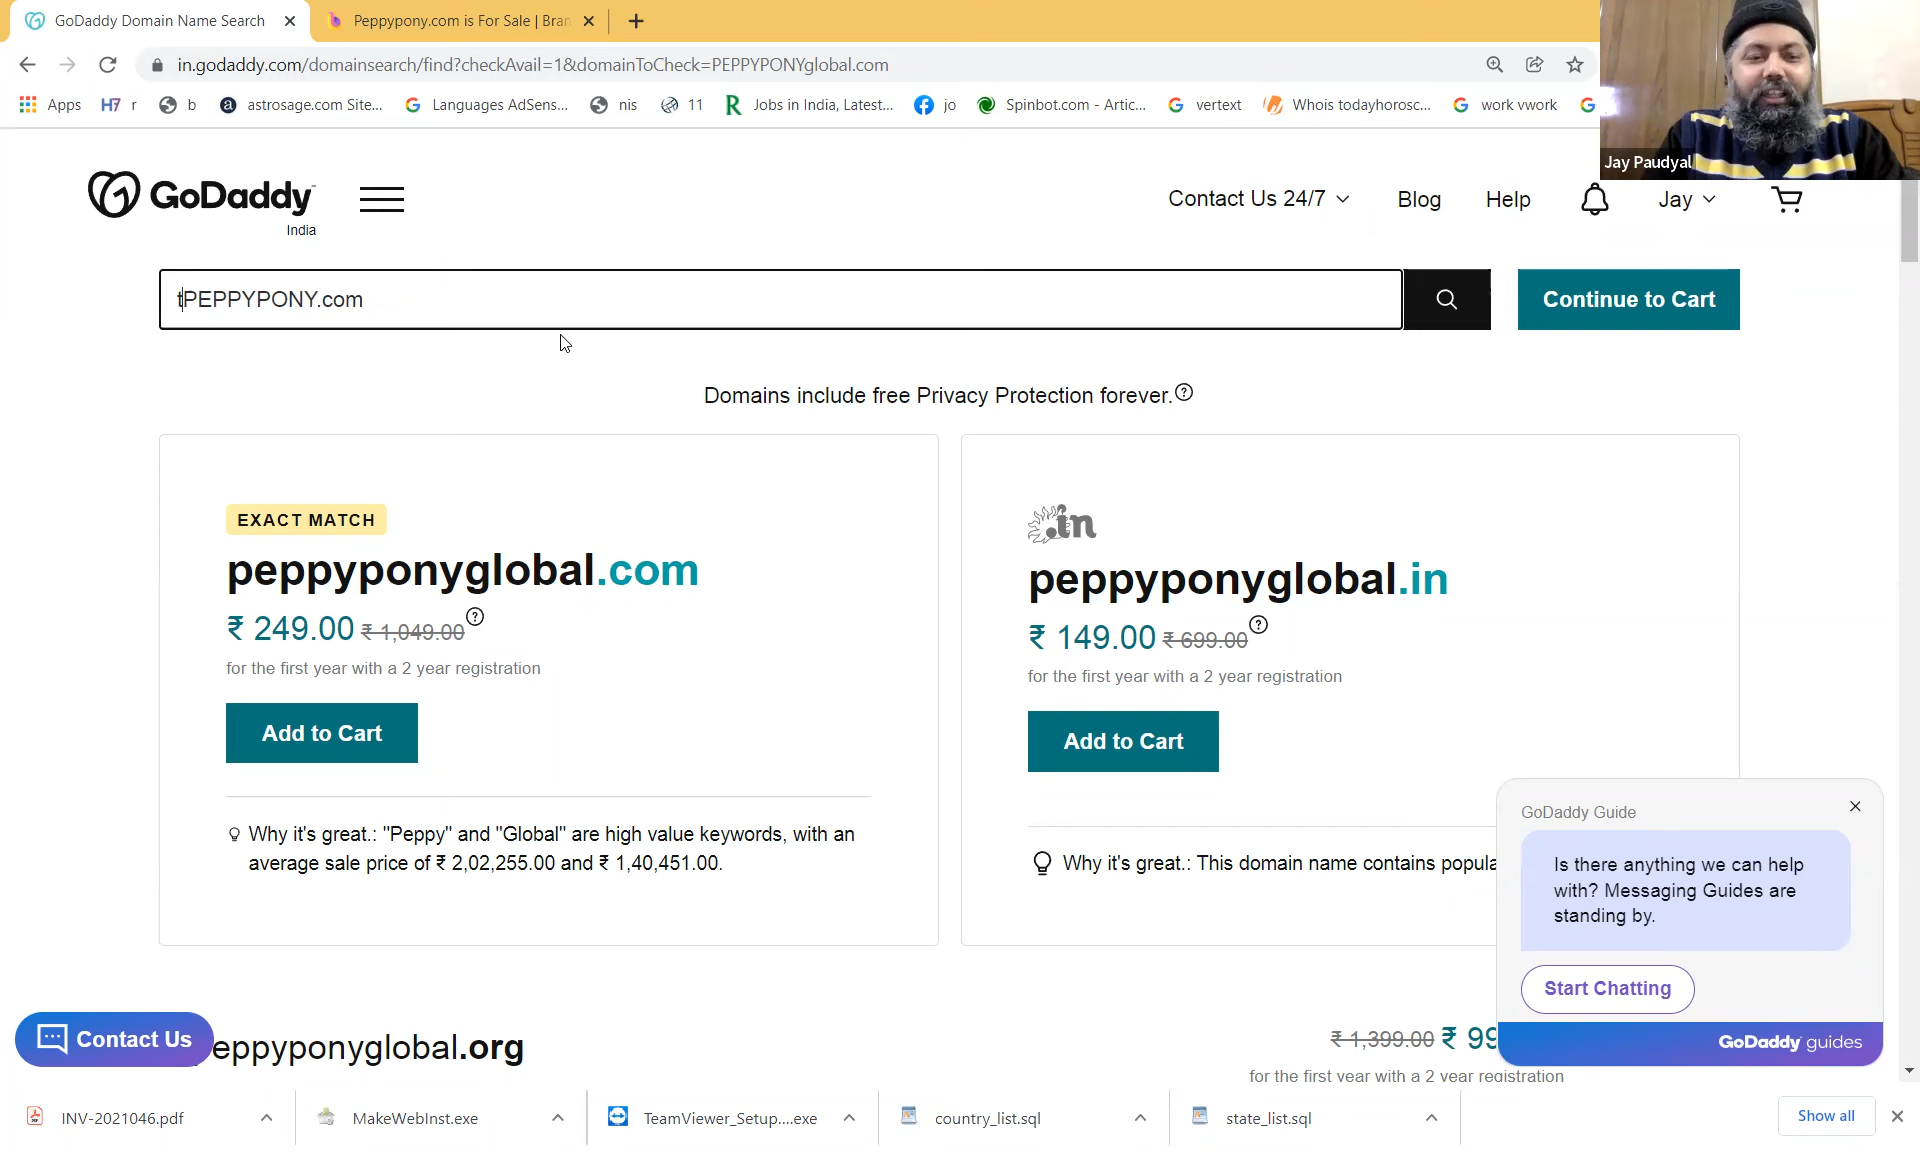 GoDaddy Domain Name Search
Peppypony.com is For Sale | Bran
in.godaddy.com/domainsearch/find?checkAvail=1&domainToCheck=PEPPYPONYglobal.com
Apps H7 r b astrosage.com Site... Languages AdSens... nis 11 Jobs in India, Latest... jo Spinbot.com - Artic... vertext Whois todayhorosc... work vwork
Jay Paudyal
GoDaddy
India
Contact Us 24/7 Blog Help Jay
tPEPPYPONY.com
Continue to Cart
Domains include free Privacy Protection forever.
EXACT MATCH
peppyponyglobal.com
₹ 249.00 ₹ 1,049.00
for the first year with a 2 year registration
Add to Cart
Why it's great.: "Peppy" and "Global" are high value keywords, with an
average sale price of ₹ 2,02,255.00 and ₹ 1,40,451.00.
.in
peppyponyglobal.in
₹ 149.00 ₹ 699.00
for the first year with a 2 year registration
Add to Cart
Why it's great.: This domain name contains popula
GoDaddy Guide
Is there anything we can help
with? Messaging Guides are
standing by.
Start Chatting
GoDaddy guides
Contact Us
eppyponyglobal.org
₹ 1,399.00 ₹ 99
for the first year with a 2 year registration
INV-2021046.pdf
MakeWebInst.exe
TeamViewer_Setup....exe
country_list.sql
state_list.sql
Show all